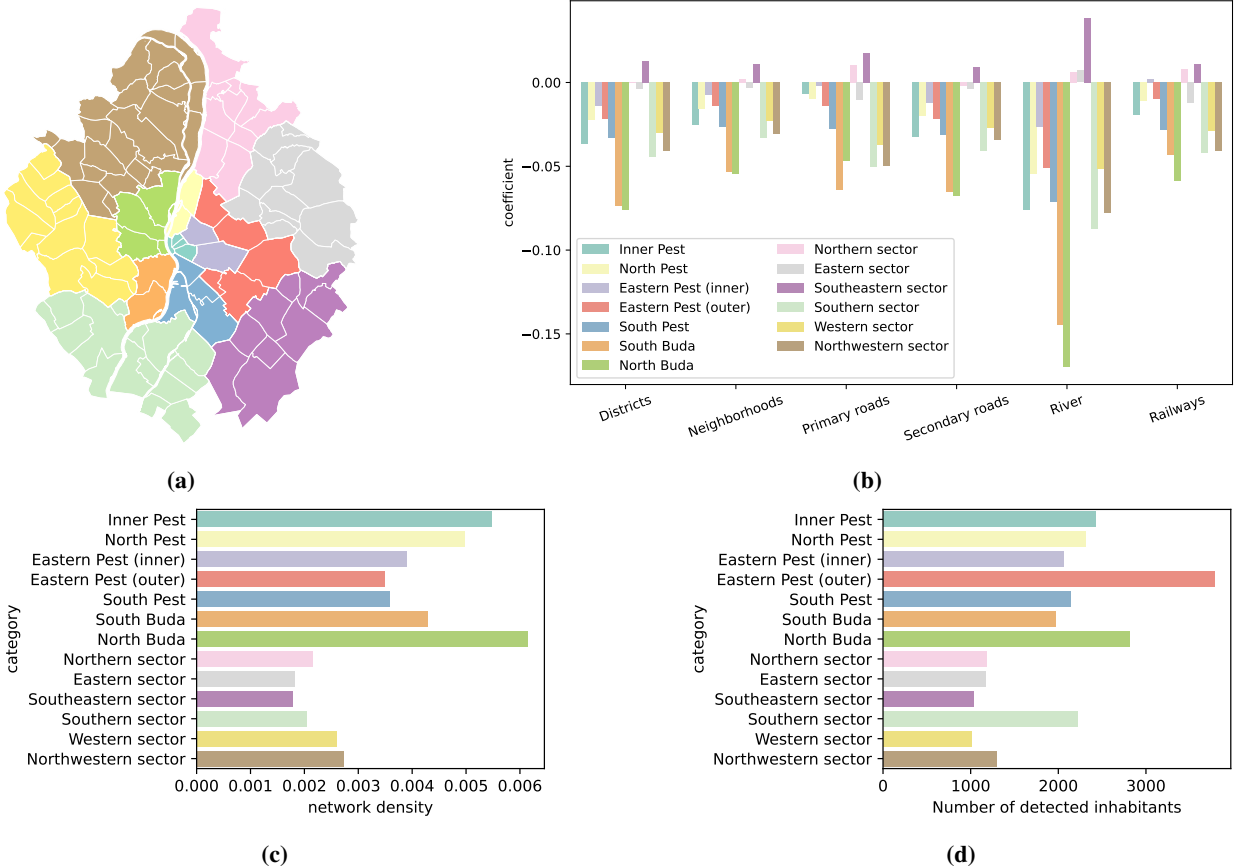 (a)
0.00
−0.05
−0.10
−0.15
coefficient
Inner Pest
North Pest
Eastern Pest (inner)
Eastern Pest (outer)
South Pest
South Buda
North Buda
Northern sector
Eastern sector
Southeastern sector
Southern sector
Western sector
Northwestern sector
Districts
Neighborhoods
Primary roads
Secondary roads
River
Railways
(b)
category
Inner Pest
North Pest
Eastern Pest (inner)
Eastern Pest (outer)
South Pest
South Buda
North Buda
Northern sector
Eastern sector
Southeastern sector
Southern sector
Western sector
Northwestern sector
0.000 0.001 0.002 0.003 0.004 0.005 0.006
network density
(c)
category
Inner Pest
North Pest
Eastern Pest (inner)
Eastern Pest (outer)
South Pest
South Buda
North Buda
Northern sector
Eastern sector
Southeastern sector
Southern sector
Western sector
Northwestern sector
0 1000 2000 3000
Number of detected inhabitants
(d)